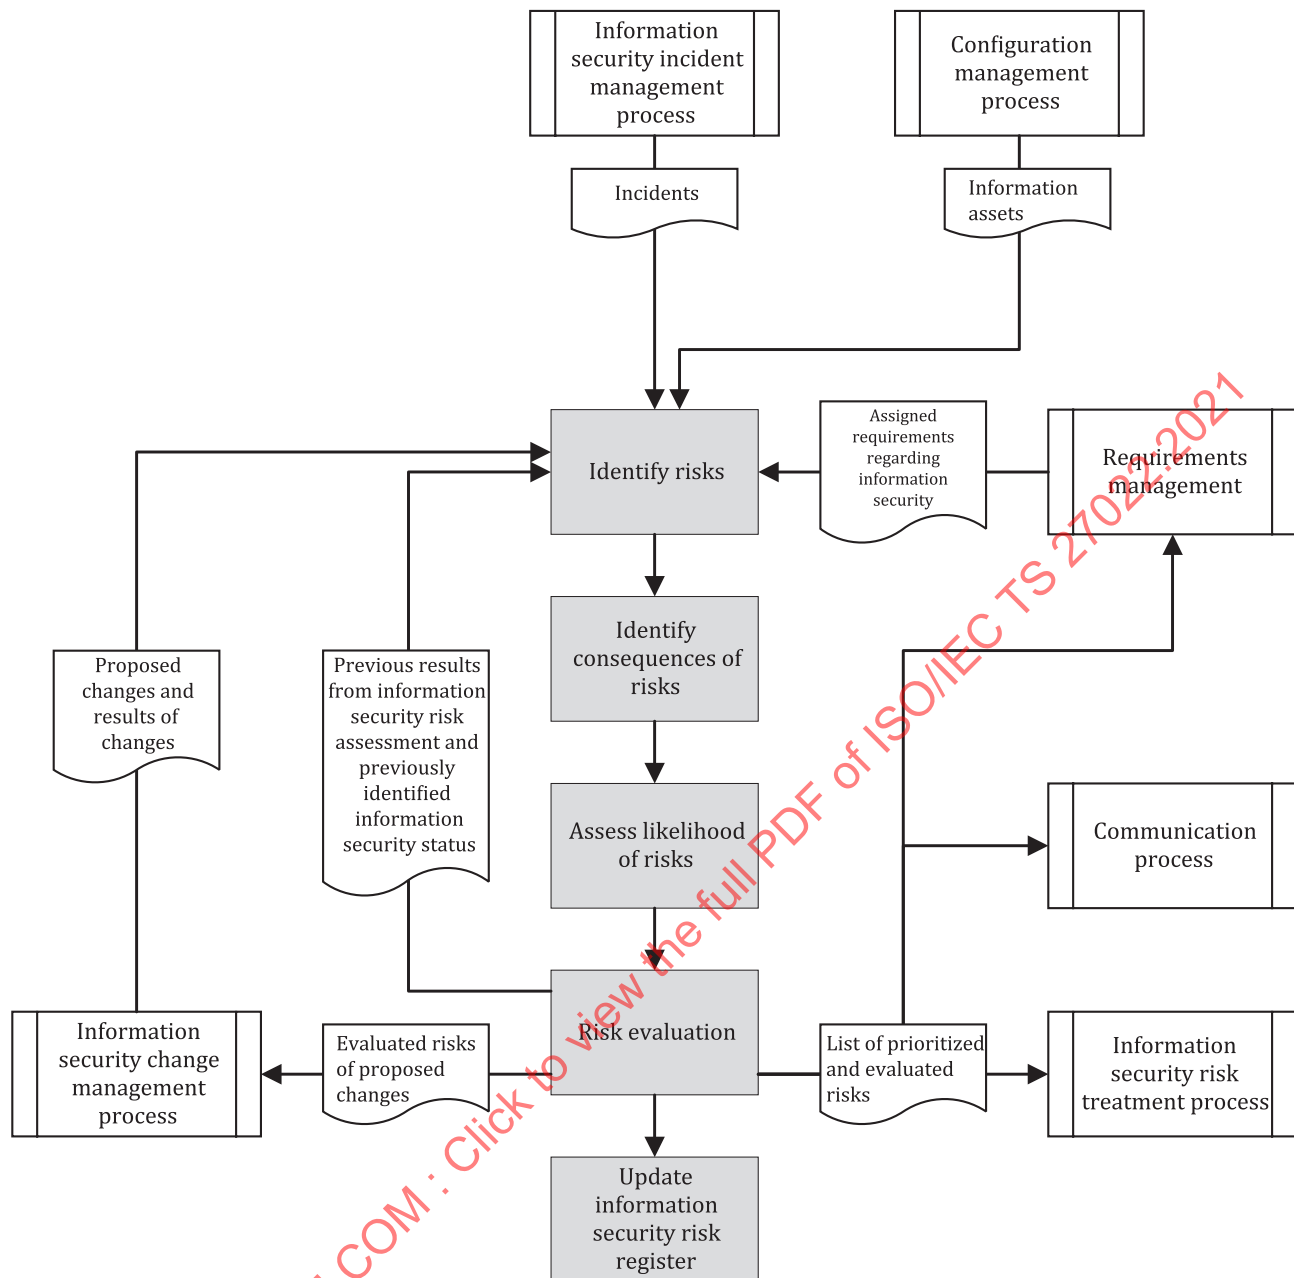 Information
security incident
management
process
Configuration
management
process
Incidents
Information
assets
Assigned
requirements
regarding
information
security
Identify risks
Requirements
management
Identify
consequences of
risks
Proposed
changes and
results of
changes
Previous results
from information
security risk
assessment and
previously
identified
information
security status
Assess likelihood
of risks
Communication
process
Information
security change
management
process
Evaluated risks
of proposed
changes
Risk evaluation
List of prioritized
and evaluated
risks
Information
security risk
treatment process
Update
information
security risk
register
COM : Click to view the full PDF of ISO/IEC TS 27022:2021